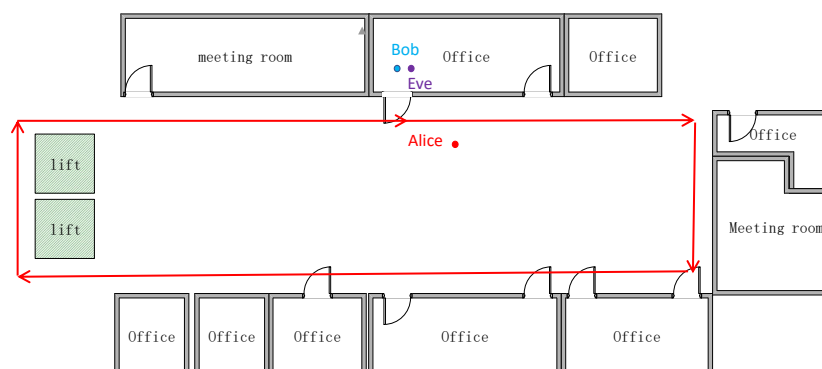 Bob
meeting room
Office
Office
Eve
Office
Alice
lift
lift
Meeting room
Office
Office
Office
Office
Office